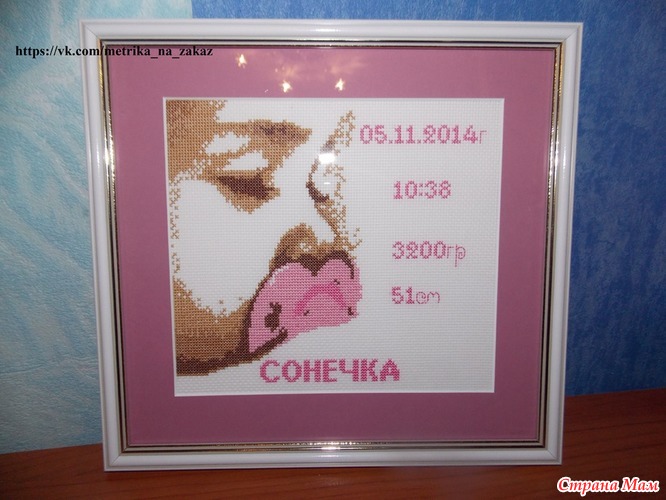 https://vk.com/metrika_na_zakaz
05.11.2014г
10:38
3200гр
51см
СОНЕЧКА
Страна Мам